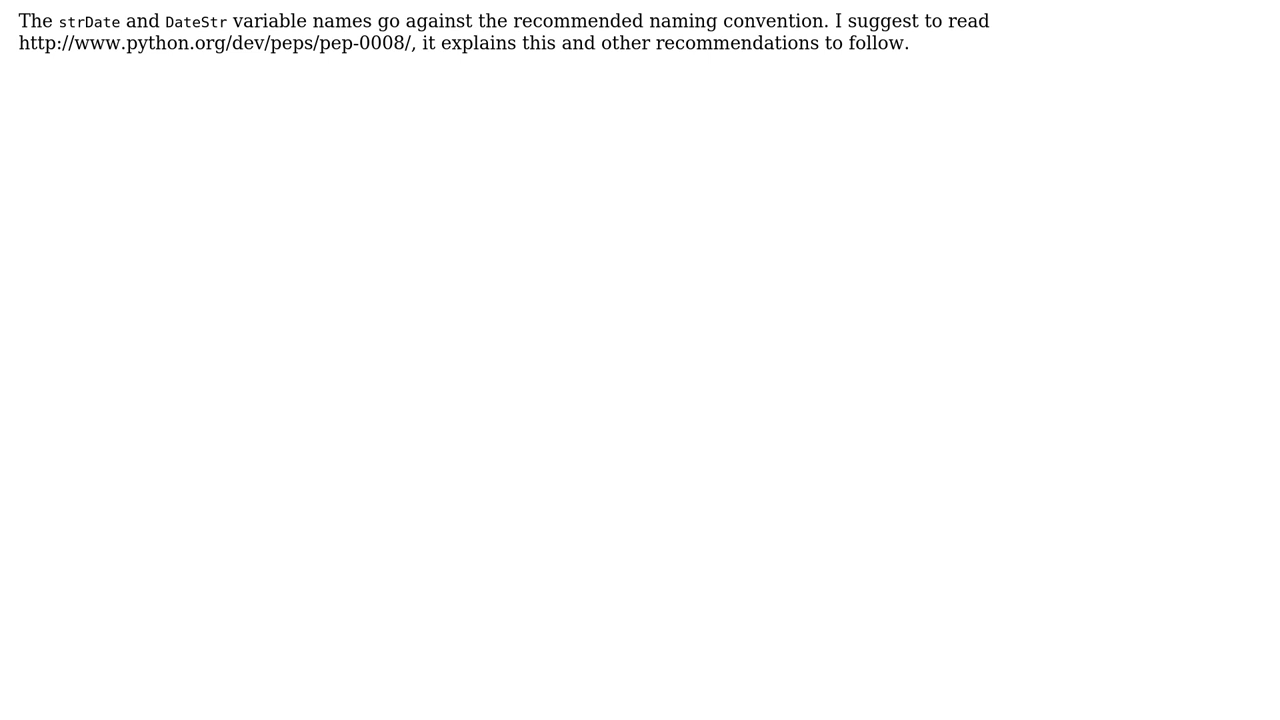 The strDate and DateStr variable names go against the recommended naming convention. I suggest to read
http://www.python.org/dev/peps/pep-0008/, it explains this and other recommendations to follow.